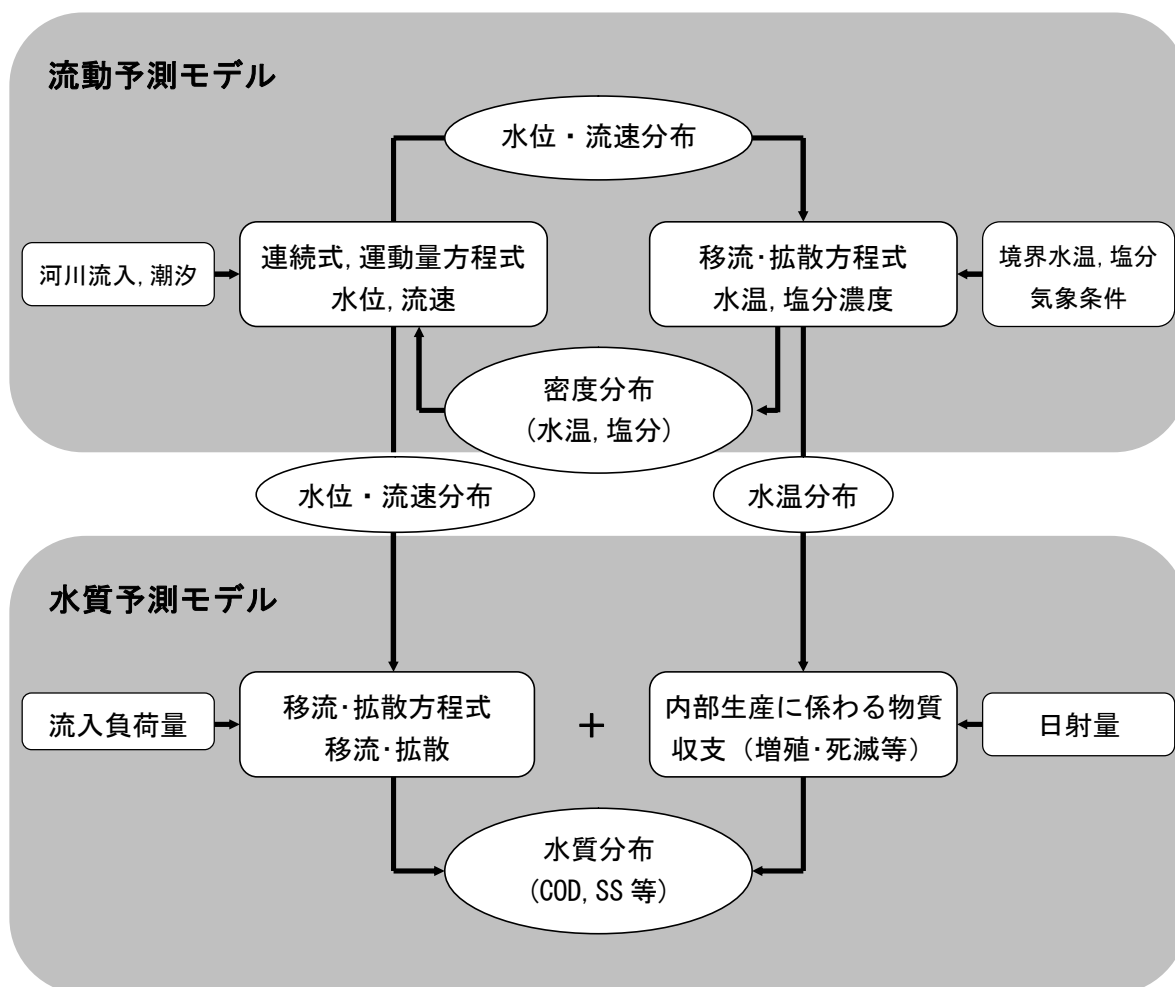 流動予測モデル
水位・流速分布
河川流入,潮汐
連続式,運動量方程式
水位,流速
移流・拡散方程式
水温,塩分濃度
境界水温,塩分
気象条件
密度分布
(水温,塩分)
水位・流速分布
水温分布
水質予測モデル
流入負荷量
移流・拡散方程式
移流・拡散
+
内部生産に係わる物質
収支(増殖・死滅等)
日射量
水質分布
(COD,SS 等)